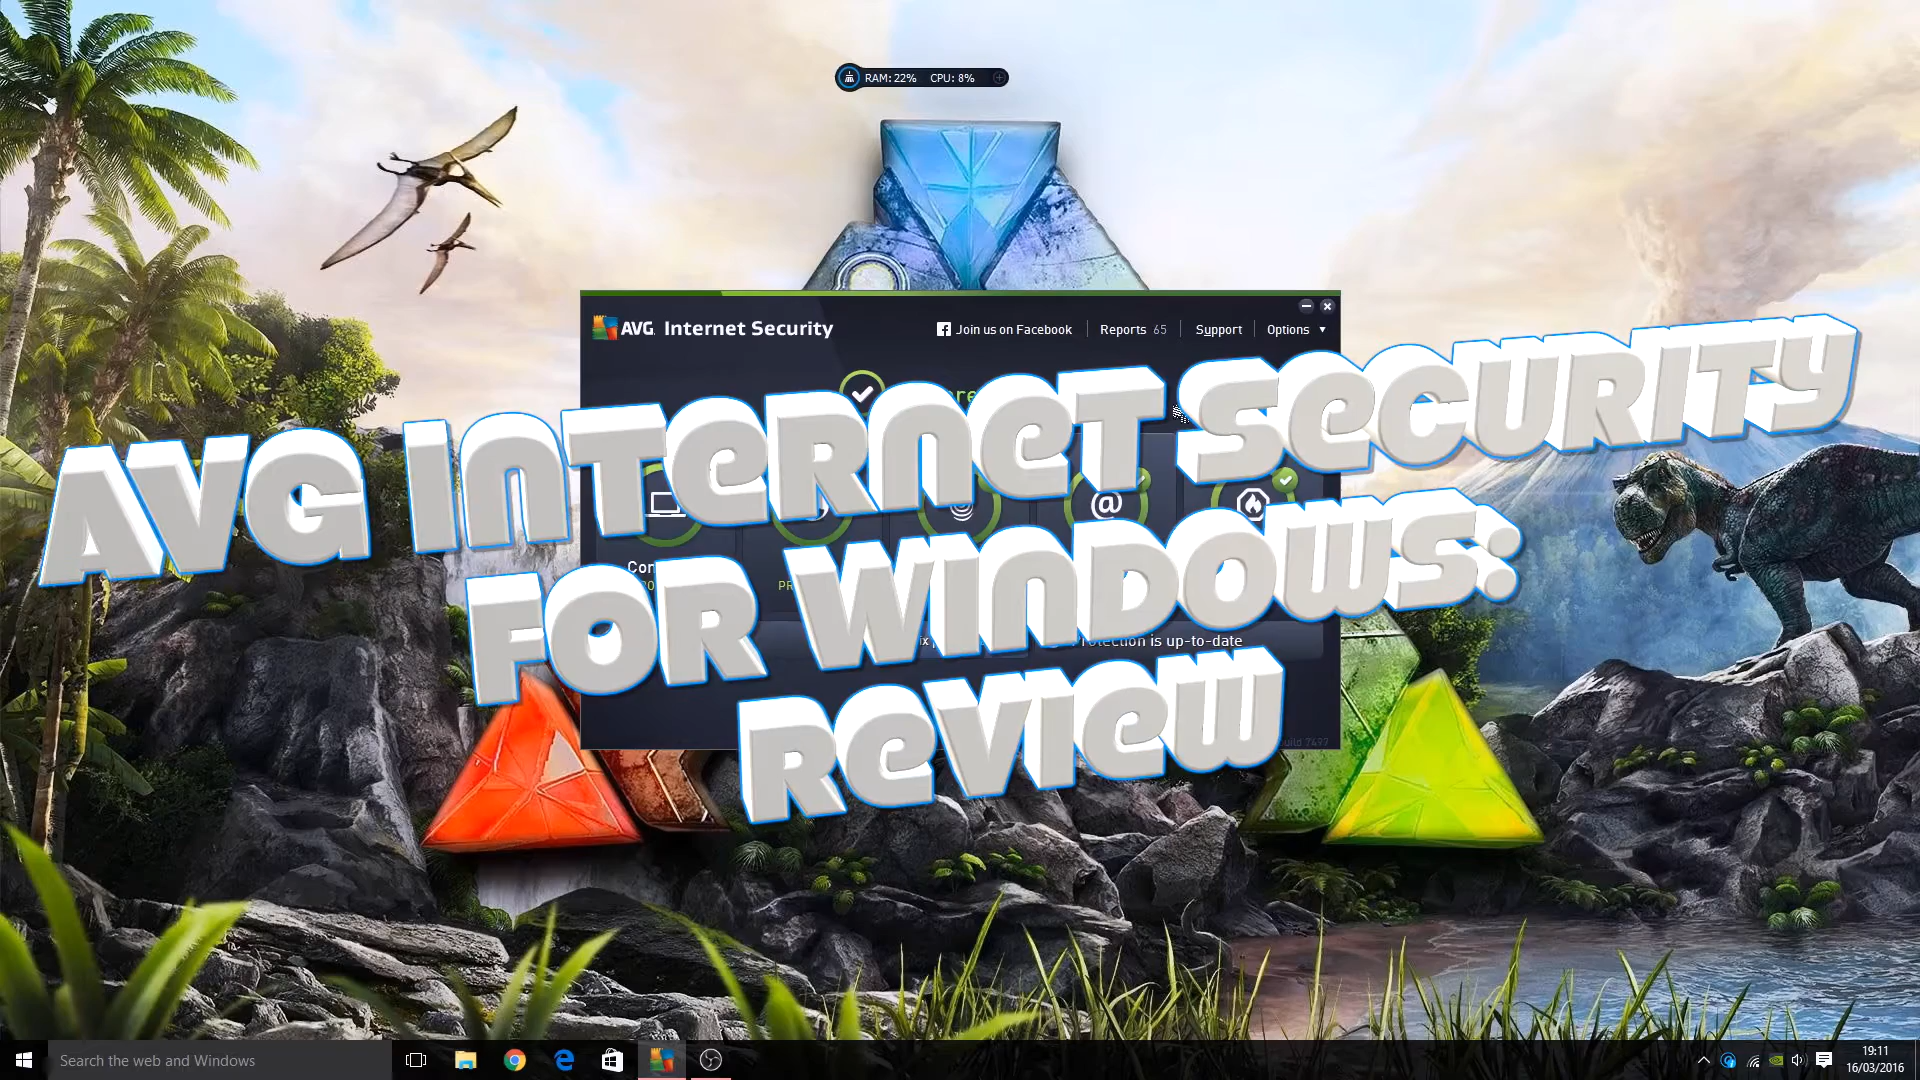 RAM: 22% CPU: 8%
AVG. Internet Security
Join us on Facebook
Reports 65
Support
Options
AVG Internet Security
for Windows:
Review
Protection is up-to-date
Search the web and Windows
19:11
16/03/2016